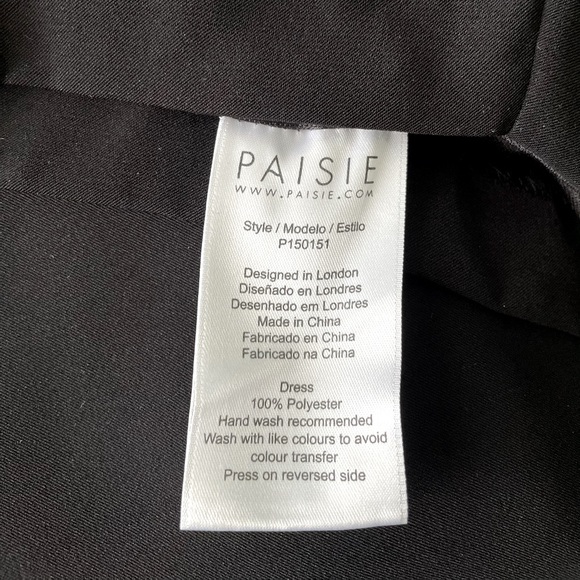 PAISIE
WWW.PAISIE.COM
Style / Modelo / Estilo
P150151
Designed in London
Diseñado en Londres
Desenhado em Londres
Made in China
Fabricado en China
Fabricado na China
Dress
100% Polyester
Hand wash recommended
Wash with like colours to avoid
colour transfer
Press on reversed side